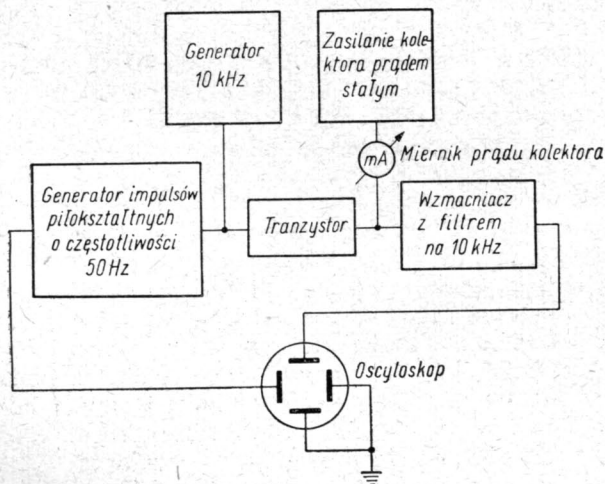 Generator
10 kHz
Zasilanie kole-
ktora prądem
stałym
mA
Miernik prądu kolektora
Generator impulsów
piłokształtnych
o częstotliwości
50 Hz
Tranzystor
Wzmacniacz
z filtrem
na 10 kHz
Oscyloskop